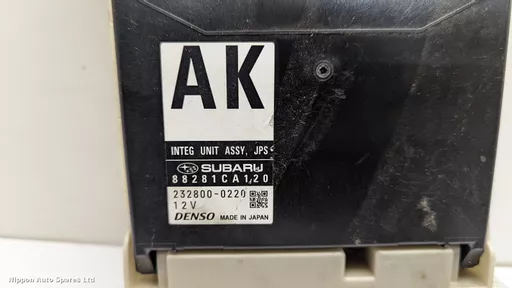 AK
INTEG UNIT ASSY, JPS
SUBARU
88281CA120
232800-0220
12V
DENSO MADE IN JAPAN
Nippon Auto Spares Ltd